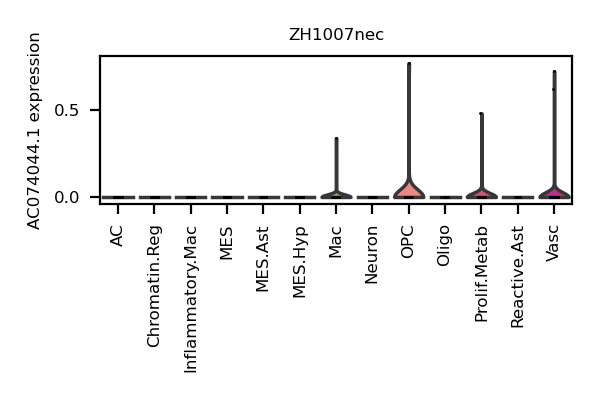 ZH1007nec
AC074044.1 expression
0.5
0.0
AC
Chromatin.Reg
Inflammatory.Mac
MES
MES.Ast
MES.Hyp
Mac
Neuron
OPC
Oligo
Prolif.Metab
Reactive.Ast
Vasc